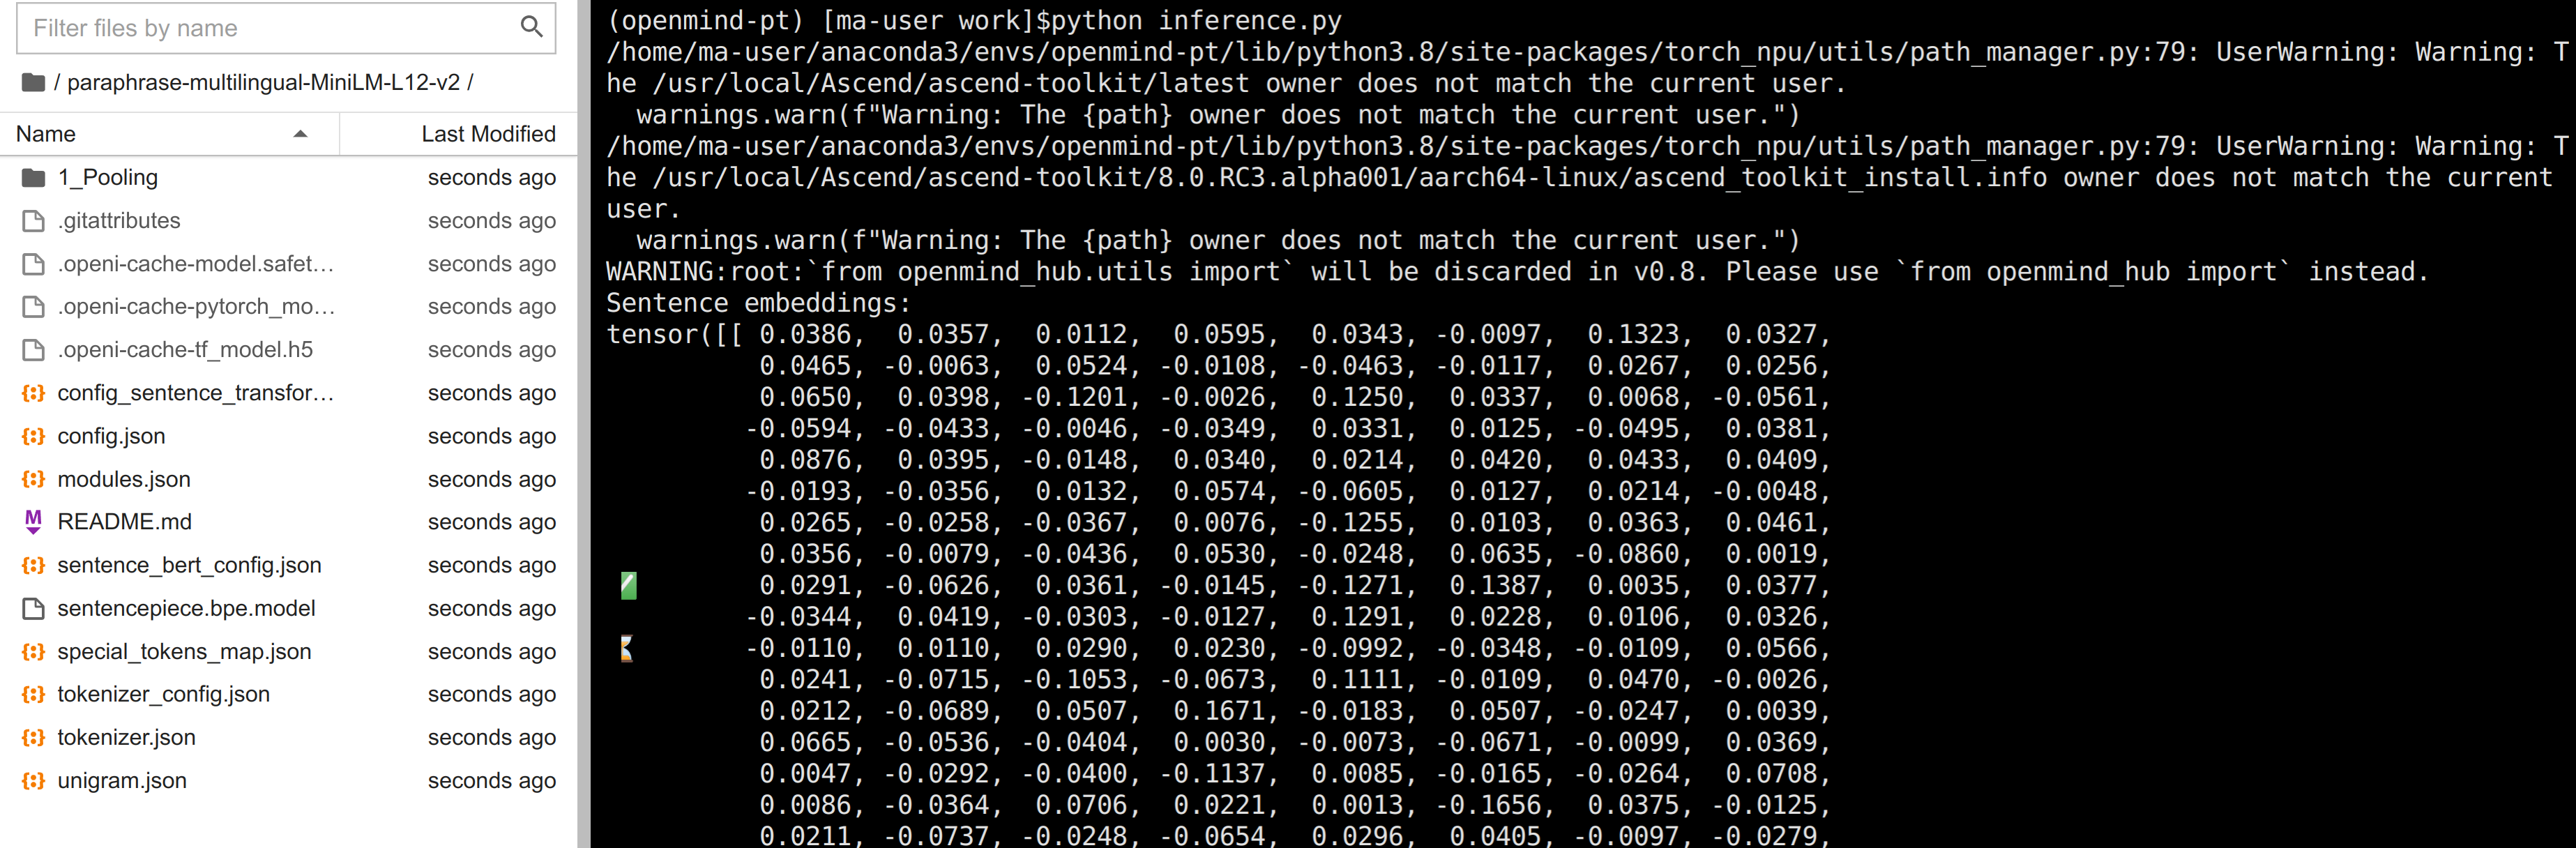 Filter files by name
/ paraphrase-multilingual-MiniLM-L12-v2 /
Name Last Modified
1_Pooling seconds ago
.gitattributes seconds ago
.openi-cache-model.safet… seconds ago
.openi-cache-pytorch_mo… seconds ago
.openi-cache-tf_model.h5 seconds ago
config_sentence_transfor… seconds ago
config.json seconds ago
modules.json seconds ago
README.md seconds ago
sentence_bert_config.json seconds ago
sentencepiece.bpe.model seconds ago
special_tokens_map.json seconds ago
tokenizer_config.json seconds ago
tokenizer.json seconds ago
unigram.json seconds ago
(openmind-pt) [ma-user work]$python inference.py
/home/ma-user/anaconda3/envs/openmind-pt/lib/python3.8/site-packages/torch_npu/utils/path_manager.py:79: UserWarning: Warning: T
he /usr/local/Ascend/ascend-toolkit/latest owner does not match the current user.
warnings.warn(f"Warning: The {path} owner does not match the current user.")
/home/ma-user/anaconda3/envs/openmind-pt/lib/python3.8/site-packages/torch_npu/utils/path_manager.py:79: UserWarning: Warning: T
he /usr/local/Ascend/ascend-toolkit/8.0.RC3.alpha001/aarch64-linux/ascend_toolkit_install.info owner does not match the current
user.
warnings.warn(f"Warning: The {path} owner does not match the current user.")
WARNING:root:`from openmind_hub.utils import` will be discarded in v0.8. Please use `from openmind_hub import` instead.
Sentence embeddings:
tensor([[ 0.0386, 0.0357, 0.0112, 0.0595, 0.0343, -0.0097, 0.1323, 0.0327,
0.0465, -0.0063, 0.0524, -0.0108, -0.0463, -0.0117, 0.0267, 0.0256,
0.0650, 0.0398, -0.1201, -0.0026, 0.1250, 0.0337, 0.0068, -0.0561,
-0.0594, -0.0433, -0.0046, -0.0349, 0.0331, 0.0125, -0.0495, 0.0381,
0.0876, 0.0395, -0.0148, 0.0340, 0.0214, 0.0420, 0.0433, 0.0409,
-0.0193, -0.0356, 0.0132, 0.0574, -0.0605, 0.0127, 0.0214, -0.0048,
0.0265, -0.0258, -0.0367, 0.0076, -0.1255, 0.0103, 0.0363, 0.0461,
0.0356, -0.0079, -0.0436, 0.0530, -0.0248, 0.0635, -0.0860, 0.0019,
0.0291, -0.0626, 0.0361, -0.0145, -0.1271, 0.1387, 0.0035, 0.0377,
-0.0344, 0.0419, -0.0303, -0.0127, 0.1291, 0.0228, 0.0106, 0.0326,
-0.0110, 0.0110, 0.0290, 0.0230, -0.0992, -0.0348, -0.0109, 0.0566,
0.0241, -0.0715, -0.1053, -0.0673, 0.1111, -0.0109, 0.0470, -0.0026,
0.0212, -0.0689, 0.0507, 0.1671, -0.0183, 0.0507, -0.0247, 0.0039,
0.0665, -0.0536, -0.0404, 0.0030, -0.0073, -0.0671, -0.0099, 0.0369,
0.0047, -0.0292, -0.0400, -0.1137, 0.0085, -0.0165, -0.0264, 0.0708,
0.0086, -0.0364, 0.0706, 0.0221, 0.0013, -0.1656, 0.0375, -0.0125,
0.0211, -0.0737, -0.0248, -0.0654, 0.0296, 0.0405, -0.0097, -0.0279,